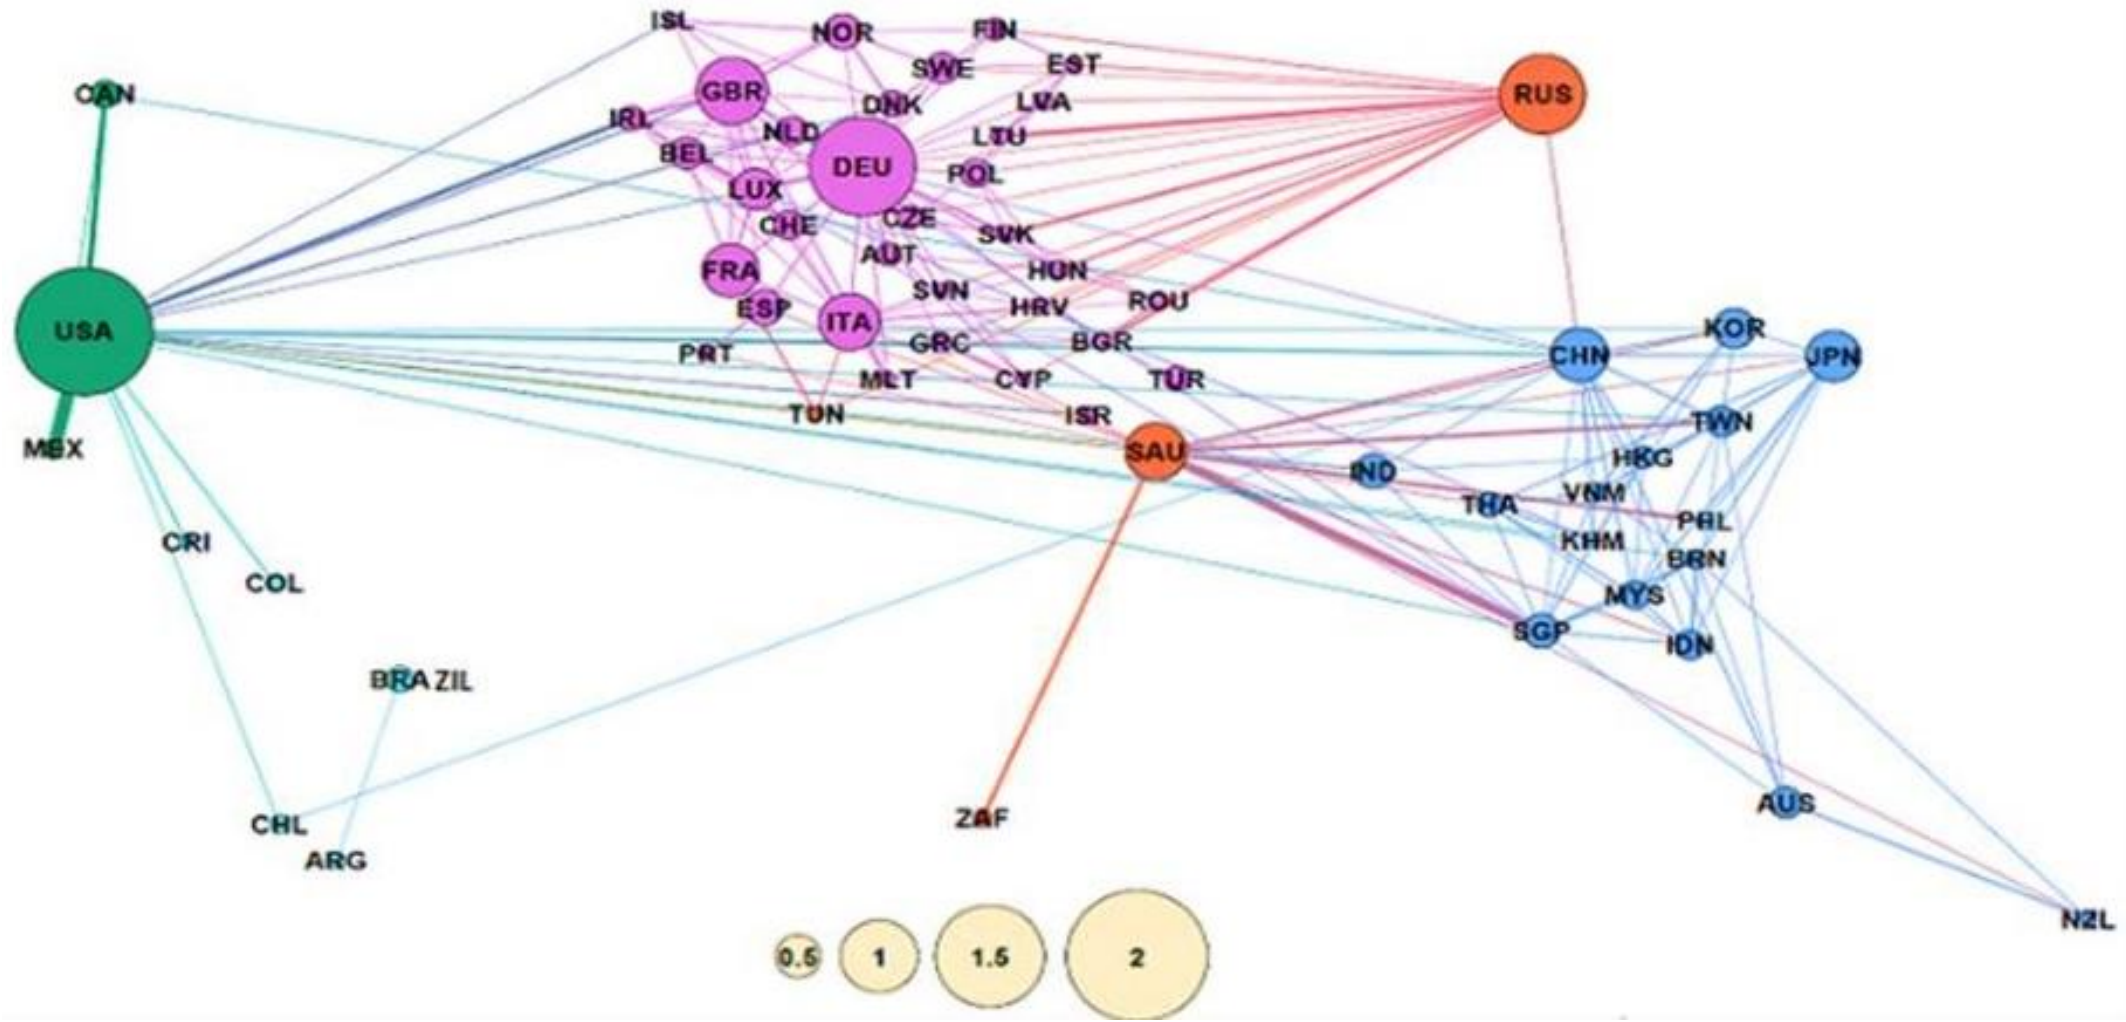 ISL
NOR
FIN
SWE
EST
CAN
GBR
DNK
LVA
RUS
IRL
NLD
LTU
BEL
DEU
POL
LUX
CZE
CHE
SVK
AUT
FRA
HUN
SVN
ESP
HRV
ROU
USA
ITA
KOR
PRT
GRC
BGR
CHN
JPN
MLT
CYP
TUR
TUN
ISR
TWN
MEX
SAU
HKG
IND
VNM
THA
PHL
CRI
KHM
BRN
COL
MYS
SGP
IDN
BRAZIL
AUS
CHL
ZAF
ARG
NZL
0.5 1 1.5 2